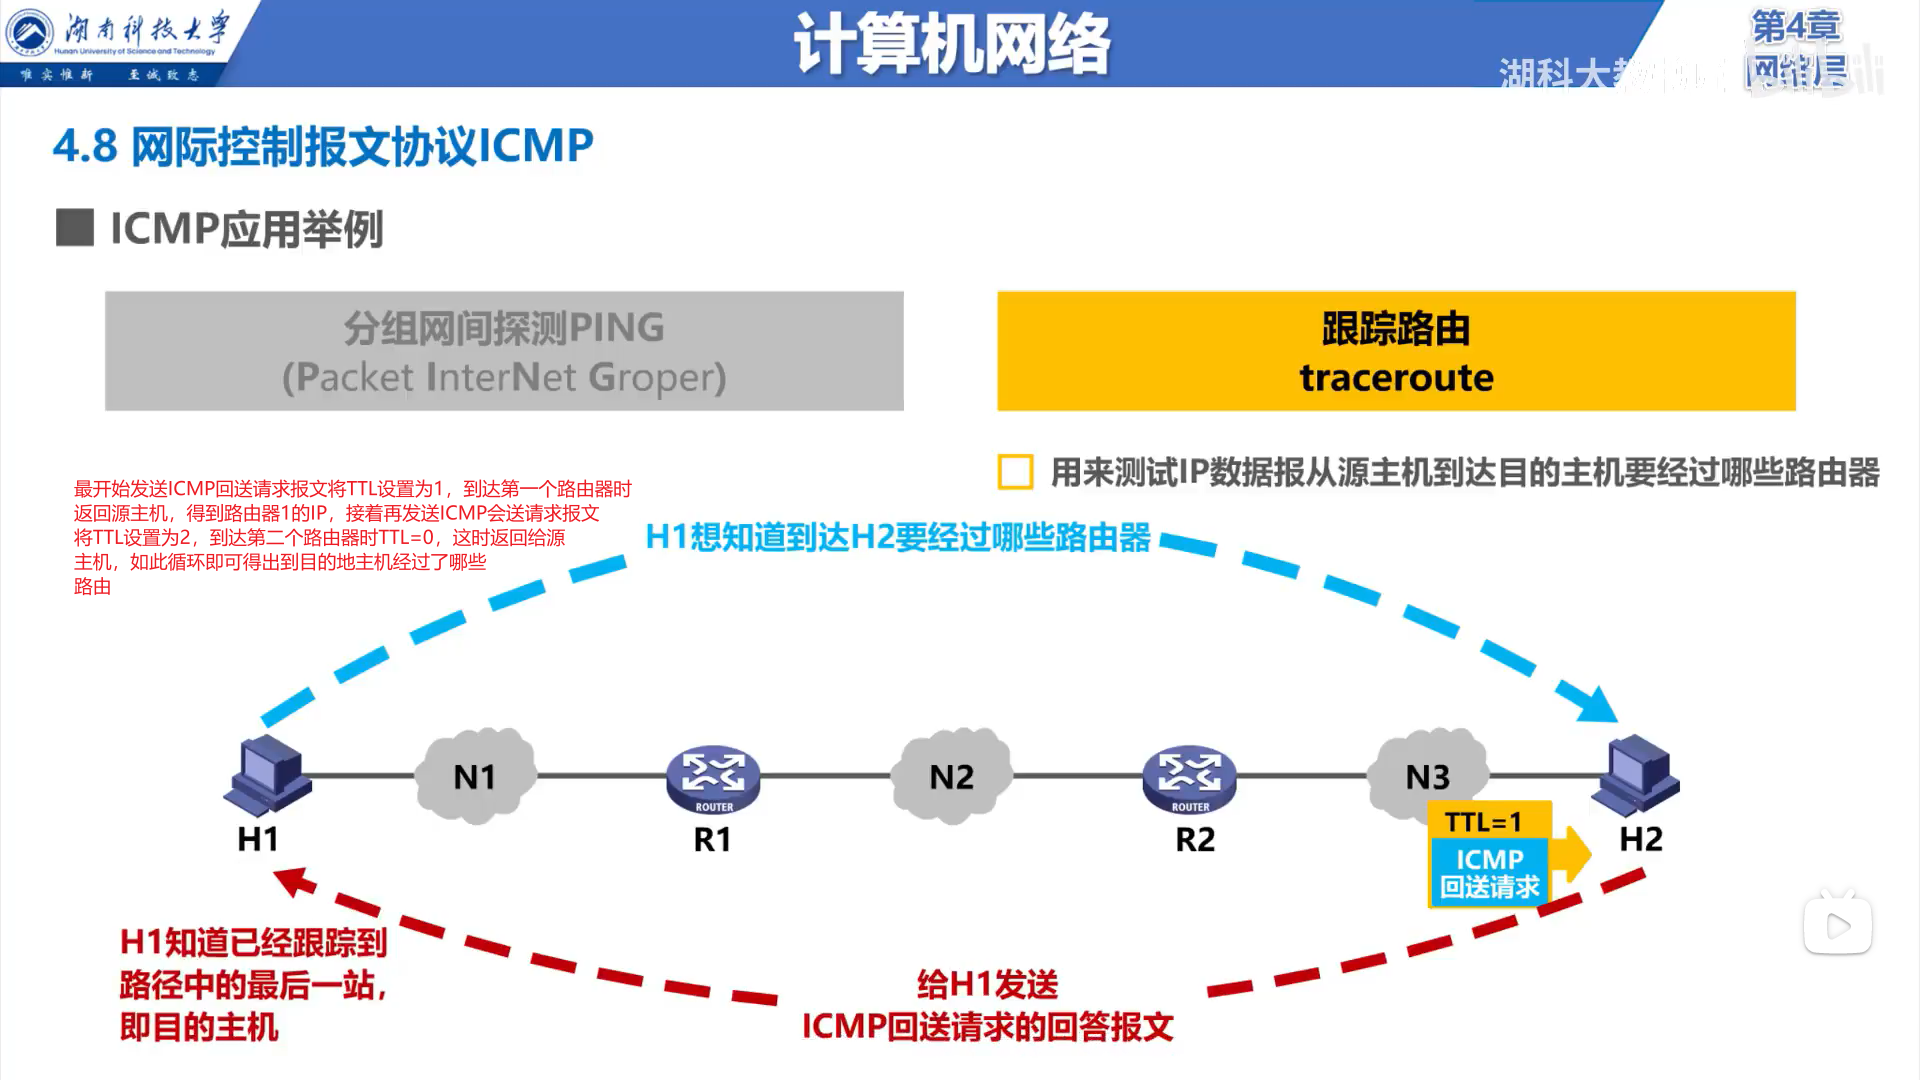 湖南科技大学
Hunan University of Science and Technology
唯实惟新 至诚致志
计算机网络
第4章
网络层
湖科大教
4.8 网际控制报文协议ICMP
ICMP应用举例
分组网间探测PING
(Packet InterNet Groper)
跟踪路由
traceroute
用来测试IP数据报从源主机到达目的主机要经过哪些路由器
最开始发送ICMP回送请求报文将TTL设置为1，到达第一个路由器时
返回源主机，得到路由器1的IP，接着再发送ICMP会送请求报文
将TTL设置为2，到达第二个路由器时TTL=0，这时返回给源
主机，如此循环即可得出到目的地主机经过了哪些
路由
H1想知道到达H2要经过哪些路由器
N1
ROUTER
N2
ROUTER
N3
H1
R1
R2
H2
TTL=1
ICMP
回送请求
H1知道已经跟踪到
路径中的最后一站，
即目的主机
给H1发送
ICMP回送请求的回答报文